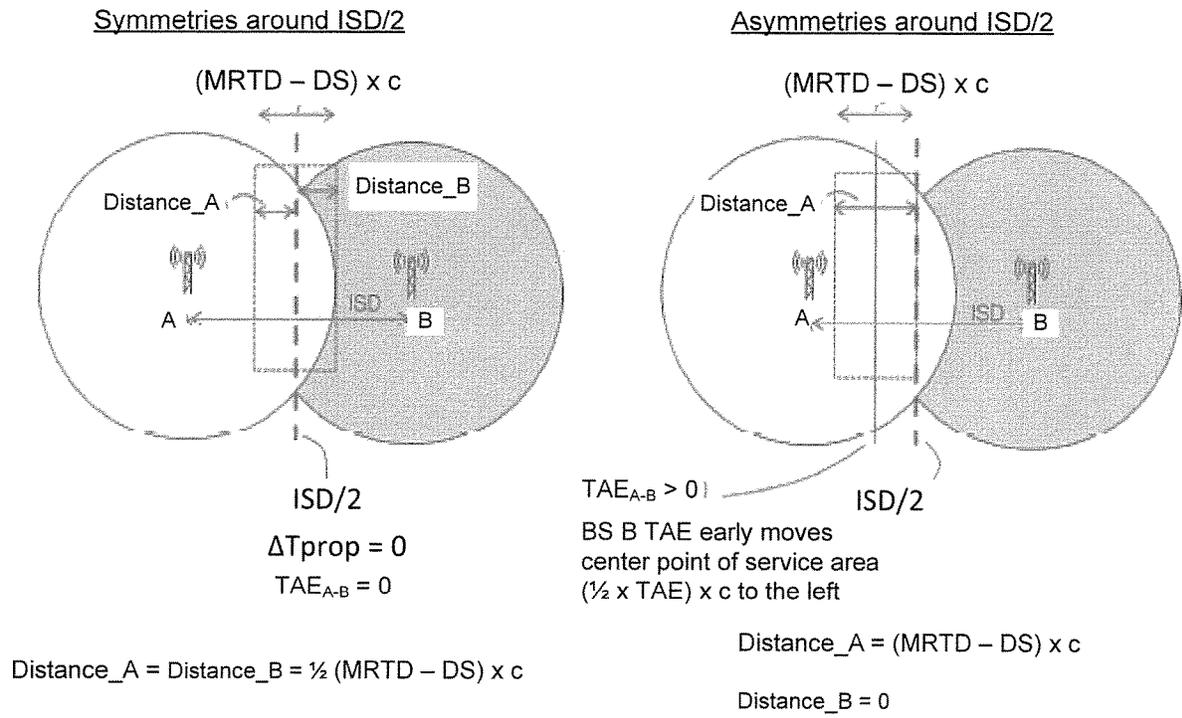 Symmetries around ISD/2
(MRTD – DS) x c
Distance_A
Distance_B
ISD
A
B
ISD/2
ΔTprop = 0
TAEA-B = 0
Distance_A = Distance_B = ½ (MRTD – DS) x c
Asymmetries around ISD/2
(MRTD – DS) x c
Distance_A
ISD
A
B
TAEA-B > 0
ISD/2
BS B TAE early moves
center point of service area
(½ x TAE) x c to the left
Distance_A = (MRTD – DS) x c
Distance_B = 0